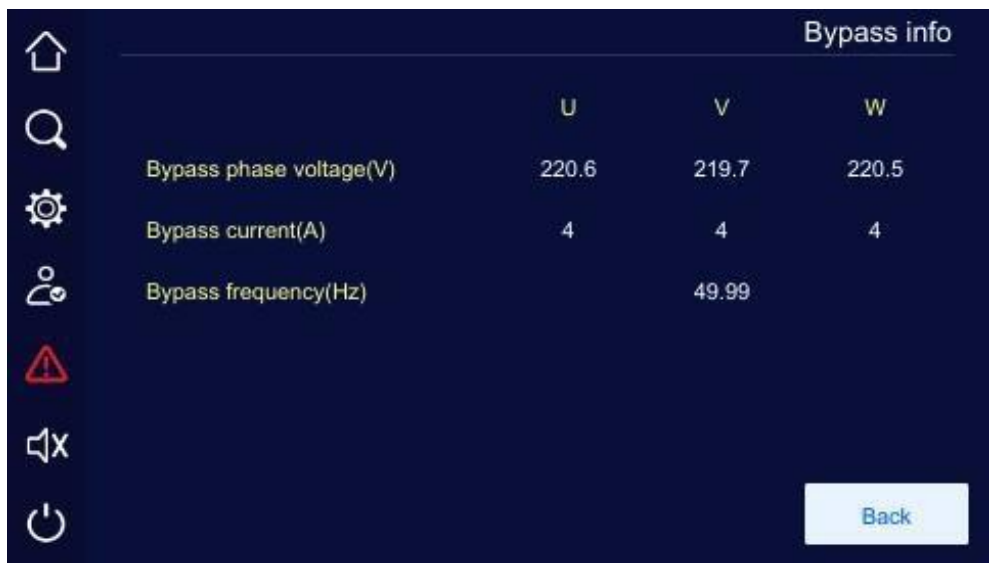 Bypass info
U V W
Bypass phase voltage(V) 220.6 219.7 220.5
Bypass current(A) 4 4 4
Bypass frequency(Hz) 49.99
Back